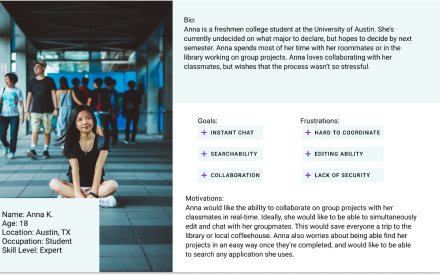 Bio:
Anna is a freshmen college student at the University of Austin. She's
currently undecided on what major to declare, but hopes to decide by next
semester. Anna spends most of her time with her roommates or in the
library working on group projects. Anna loves collaborating with her
classmates, but wishes that the process wasn't so stressful.
Goals:
+ INSTANT CHAT
+ SEARCHABILITY
+ COLLABORATION
Frustrations:
+ HARD TO COORDINATE
+ EDITING ABILITY
+ LACK OF SECURITY
Motivations:
Anna would like the ability to collaborate on group projects with her
classmates in real-time. Ideally, she would like to be able to simultaneously
edit and chat with her groupmates. This would save everyone a trip to the
library or local coffeehouse. Anna also worries about being able find her
projects in an easy way once they're completed, and would like to be able
to search any application she uses.
Name: Anna K.
Age: 18
Location: Austin, TX
Occupation: Student
Skill Level: Expert